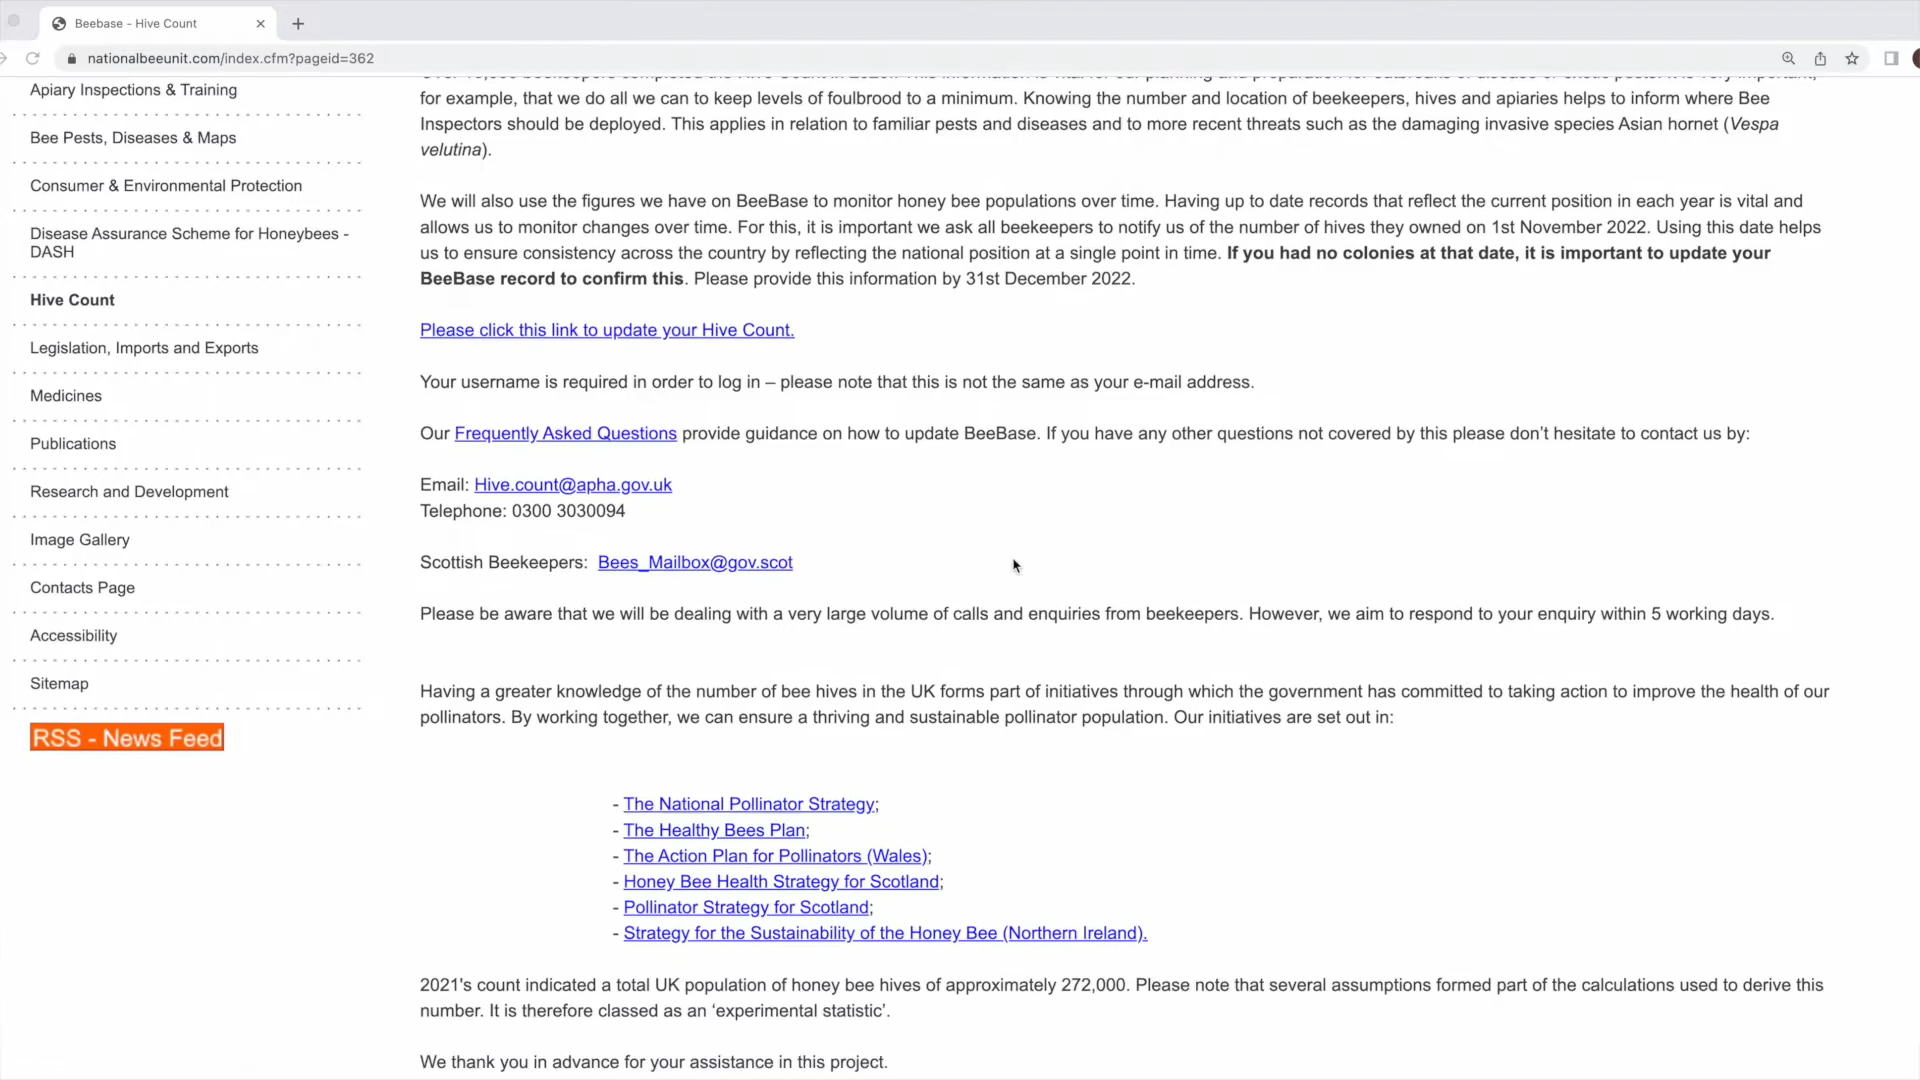 Beebase - Hive Count
nationalbeeunit.com/index.cfm?pageid=362
Apiary Inspections & Training
Bee Pests, Diseases & Maps
Consumer & Environmental Protection
Disease Assurance Scheme for Honeybees -
DASH
Hive Count
Legislation, Imports and Exports
Medicines
Publications
Research and Development
Image Gallery
Contacts Page
Accessibility
Sitemap
RSS - News Feed
for example, that we do all we can to keep levels of foulbrood to a minimum. Knowing the number and location of beekeepers, hives and apiaries helps to inform where Bee
Inspectors should be deployed. This applies in relation to familiar pests and diseases and to more recent threats such as the damaging invasive species Asian hornet (Vespa
velutina).
We will also use the figures we have on BeeBase to monitor honey bee populations over time. Having up to date records that reflect the current position in each year is vital and
allows us to monitor changes over time. For this, it is important we ask all beekeepers to notify us of the number of hives they owned on 1st November 2022. Using this date helps
us to ensure consistency across the country by reflecting the national position at a single point in time. If you had no colonies at that date, it is important to update your
BeeBase record to confirm this. Please provide this information by 31st December 2022.
Please click this link to update your Hive Count.
Your username is required in order to log in – please note that this is not the same as your e-mail address.
Our Frequently Asked Questions provide guidance on how to update BeeBase. If you have any other questions not covered by this please don’t hesitate to contact us by:
Email: Hive.count@apha.gov.uk
Telephone: 0300 3030094
Scottish Beekeepers: Bees_Mailbox@gov.scot
Please be aware that we will be dealing with a very large volume of calls and enquiries from beekeepers. However, we aim to respond to your enquiry within 5 working days.
Having a greater knowledge of the number of bee hives in the UK forms part of initiatives through which the government has committed to taking action to improve the health of our
pollinators. By working together, we can ensure a thriving and sustainable pollinator population. Our initiatives are set out in:
- The National Pollinator Strategy;
- The Healthy Bees Plan;
- The Action Plan for Pollinators (Wales);
- Honey Bee Health Strategy for Scotland;
- Pollinator Strategy for Scotland;
- Strategy for the Sustainability of the Honey Bee (Northern Ireland).
2021's count indicated a total UK population of honey bee hives of approximately 272,000. Please note that several assumptions formed part of the calculations used to derive this
number. It is therefore classed as an ‘experimental statistic’.
We thank you in advance for your assistance in this project.